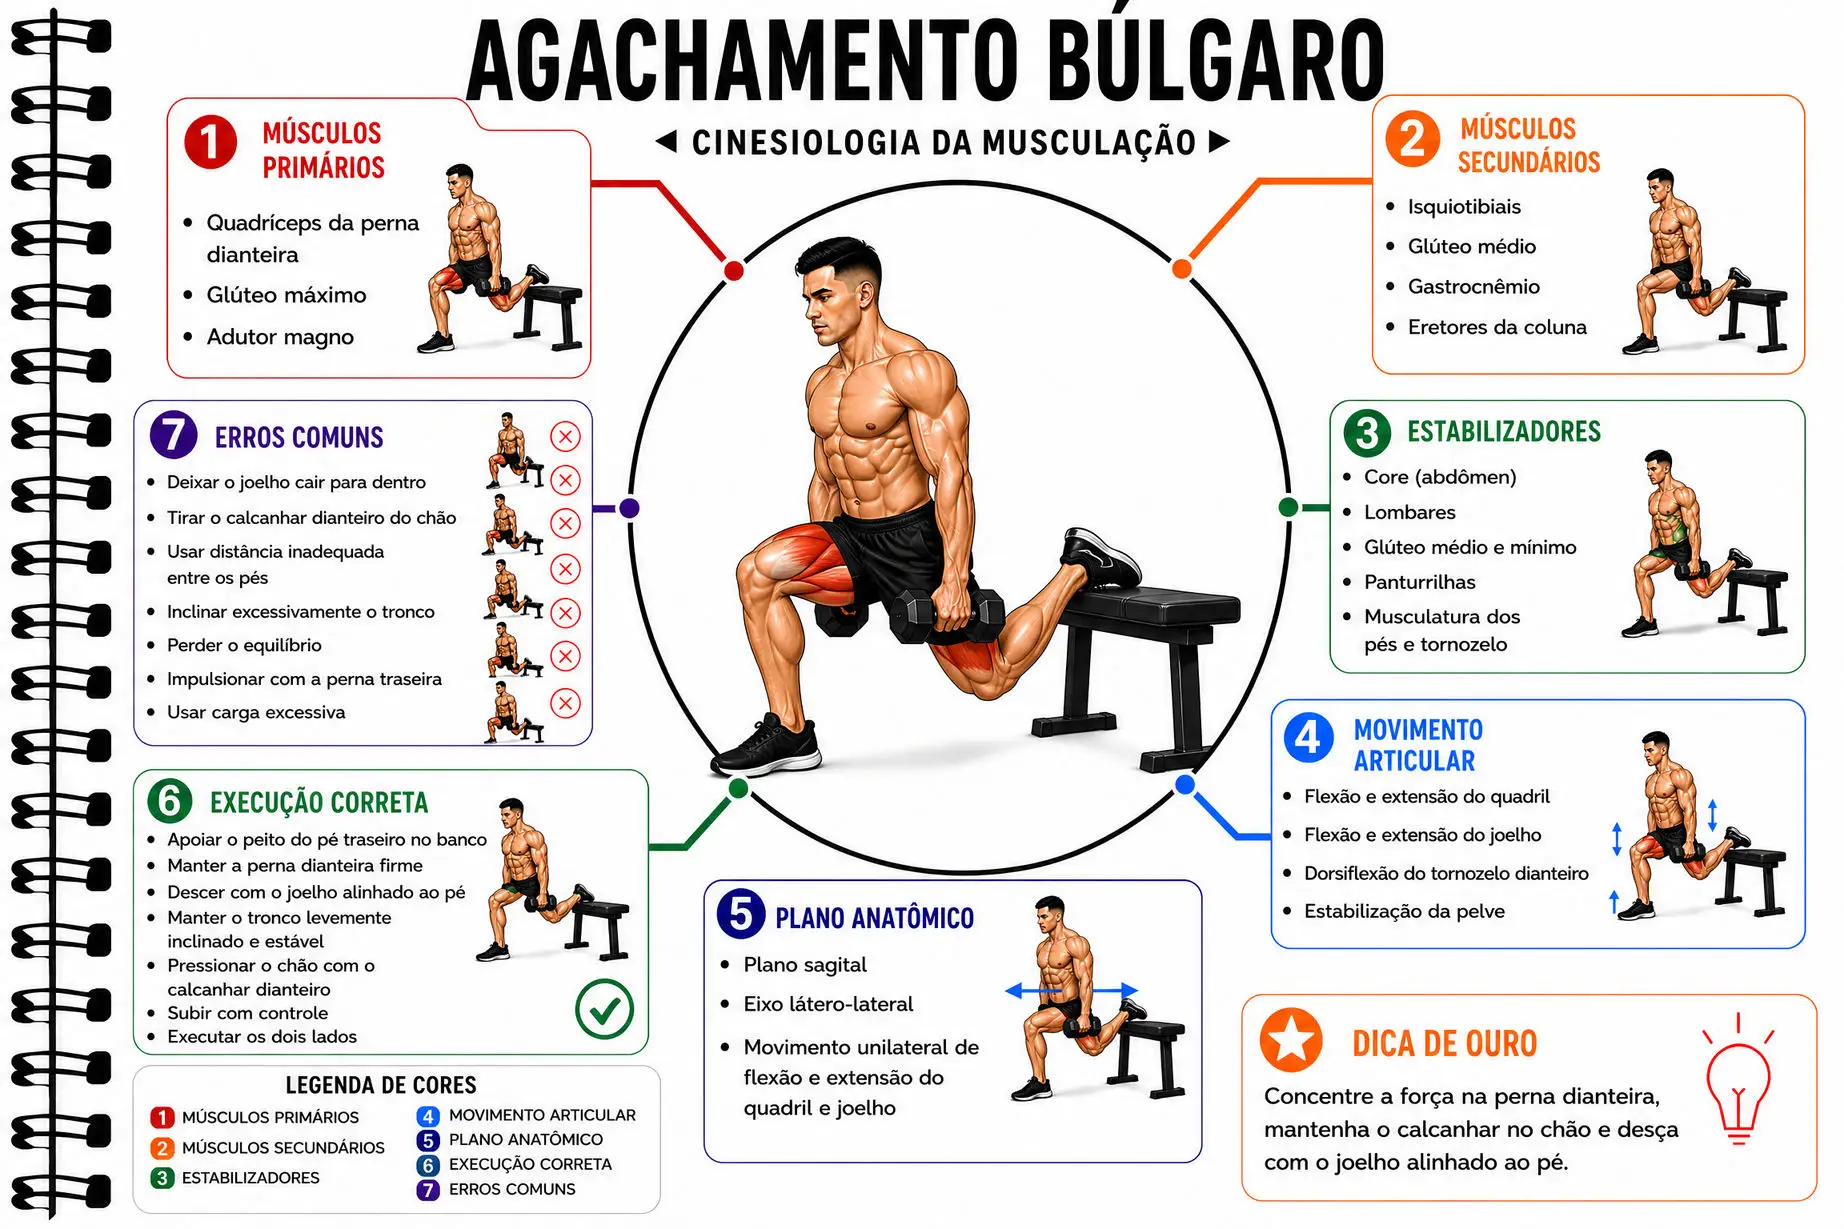 AGACHAMENTO BÚLGARO
◄ CINESIOLOGIA DA MUSCULAÇÃO ►
1 MÚSCULOS
PRIMÁRIOS
• Quadríceps da perna
dianteira
• Glúteo máximo
• Adutor magno
2 MÚSCULOS
SECUNDÁRIOS
• Isquiotibiais
• Glúteo médio
• Gastrocnêmio
• Eretores da coluna
3 ESTABILIZADORES
• Core (abdômen)
• Lombares
• Glúteo médio e mínimo
• Panturrilhas
• Musculatura dos
pés e tornozelo
4 MOVIMENTO
ARTICULAR
• Flexão e extensão do quadril
• Flexão e extensão do joelho
• Dorsiflexão do tornozelo dianteiro
• Estabilização da pelve
5 PLANO ANATÔMICO
• Plano sagital
• Eixo látero-lateral
• Movimento unilateral de
flexão e extensão do
quadril e joelho
6 EXECUÇÃO CORRETA
• Apoiar o peito do pé traseiro no banco
• Manter a perna dianteira firme
• Descer com o joelho alinhado ao pé
• Manter o tronco levemente
inclinado e estável
• Pressionar o chão com o
calcanhar dianteiro
• Subir com controle
• Executar os dois lados
7 ERROS COMUNS
• Deixar o joelho cair para dentro
• Tirar o calcanhar dianteiro do chão
• Usar distância inadequada
entre os pés
• Inclinar excessivamente o tronco
• Perder o equilíbrio
• Impulsionar com a perna traseira
• Usar carga excessiva
LEGENDA DE CORES
1 MÚSCULOS PRIMÁRIOS
2 MÚSCULOS SECUNDÁRIOS
3 ESTABILIZADORES
4 MOVIMENTO ARTICULAR
5 PLANO ANATÔMICO
6 EXECUÇÃO CORRETA
7 ERROS COMUNS
DICA DE OURO
Concentre a força na perna dianteira,
mantenha o calcanhar no chão e desça
com o joelho alinhado ao pé.